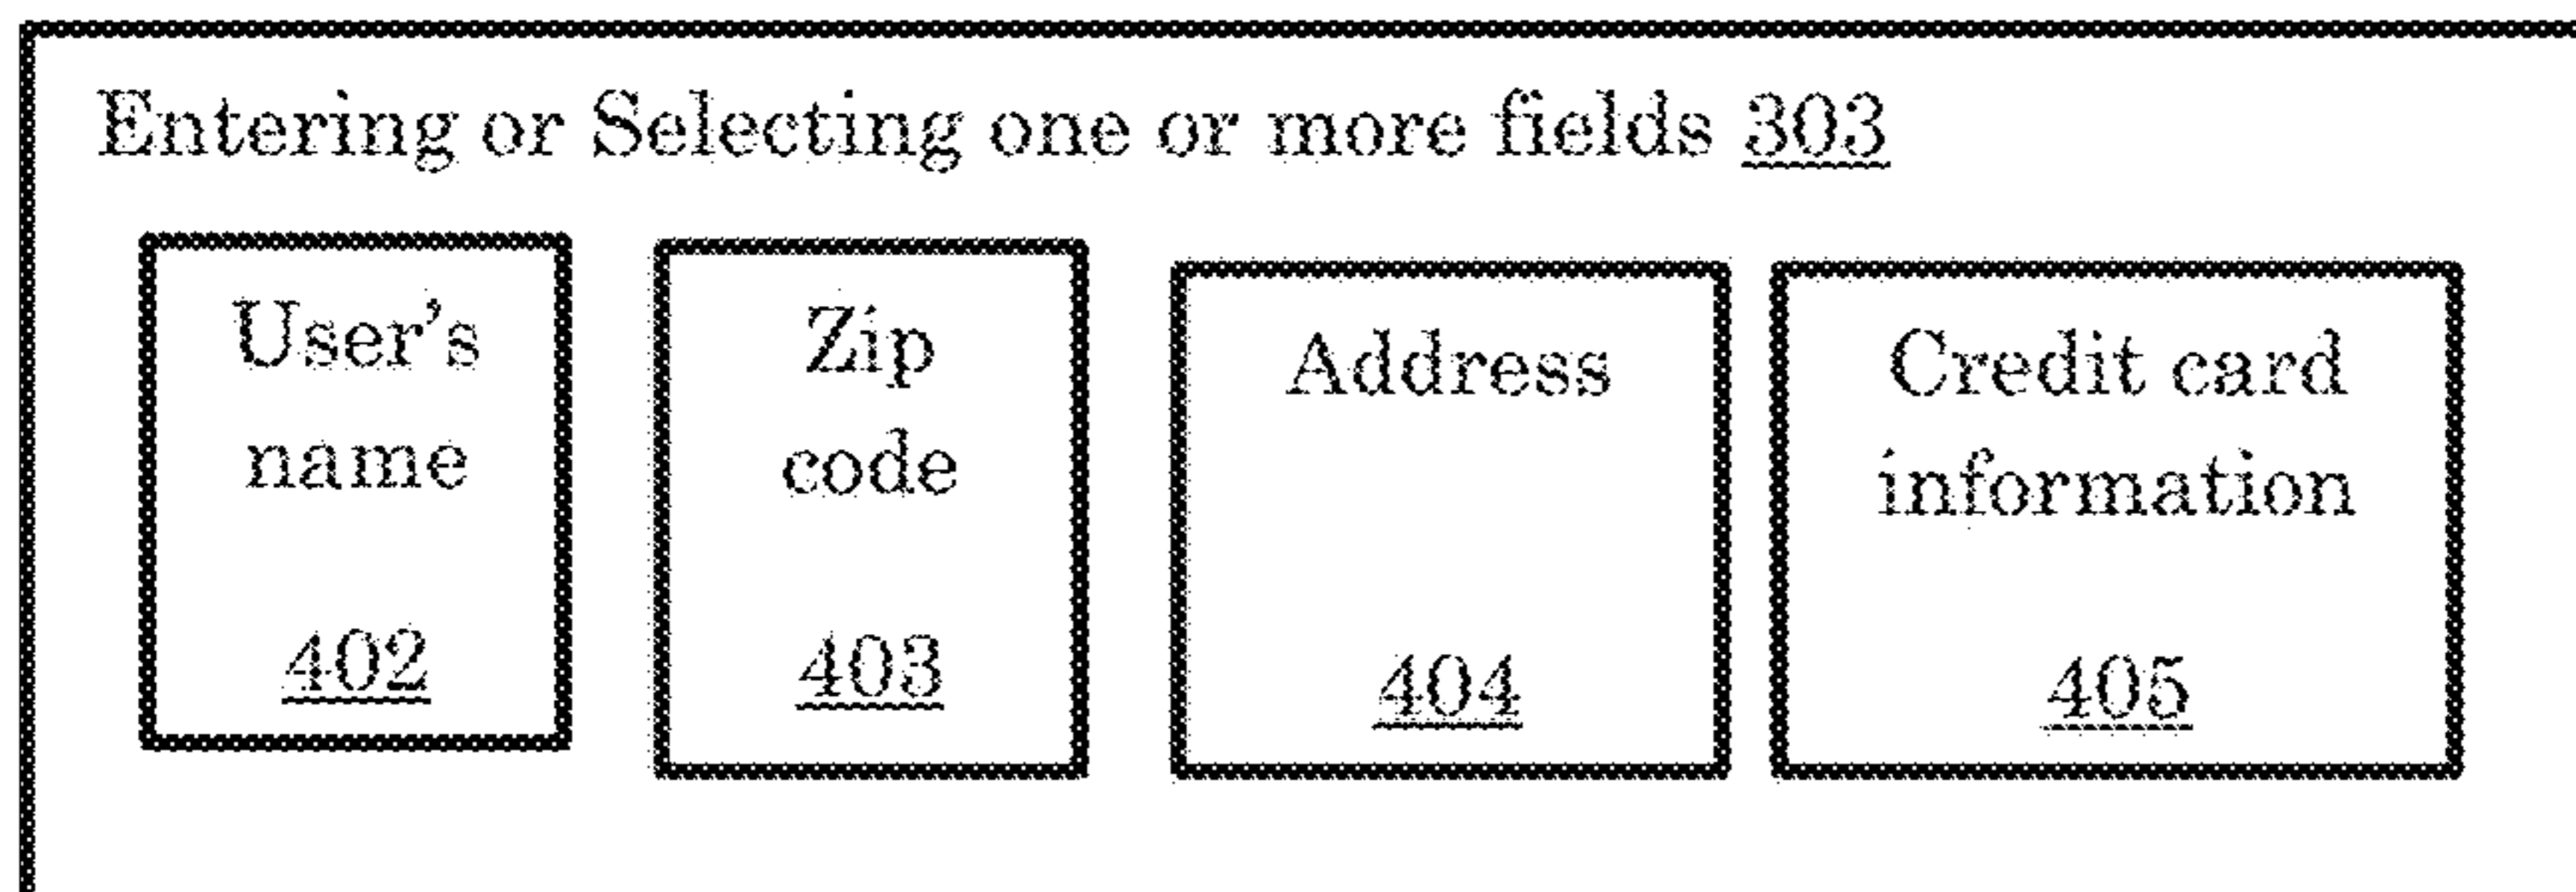 Entering or Selecting one or more fields 303
User's
name
402
Zip
code
403
Address
404
Credit card
information
405